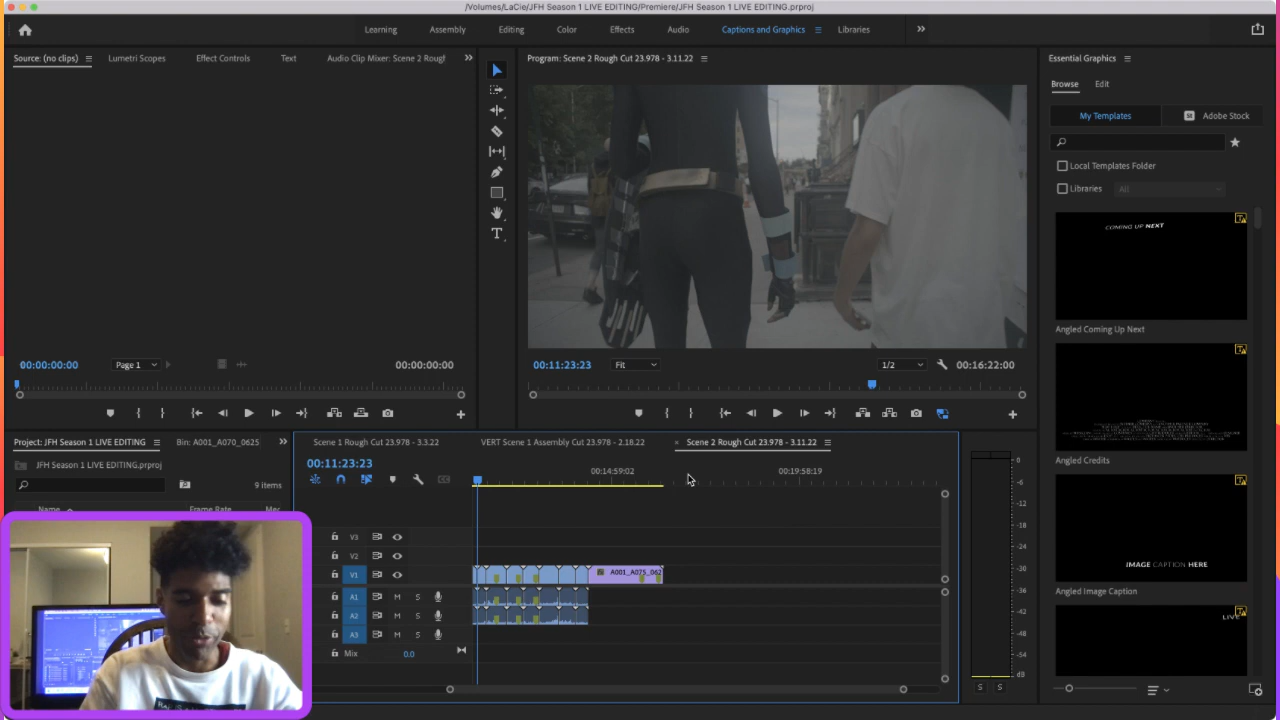 /Volumes/LaCie/JFH Season 1 LIVE EDITING/Premiere/JFH Season 1 LIVE EDITING.prproj
Learning
Assembly
Editing
Color
Effects
Audio
Captions and Graphics
Libraries
Source: (no clips)
Lumetri Scopes
Effect Controls
Text
Audio Clip Mixer: Scene 2 Rough
Program: Scene 2 Rough Cut 23.978 - 3.11.22
Essential Graphics
Browse
Edit
My Templates
Adobe Stock
Local Templates Folder
Libraries
All
COMING UP NEXT
Angled Coming Up Next
Angled Credits
IMAGE CAPTION HERE
Angled Image Caption
LIVE
00:00:00:00
Page 1
00:00:00:00
00:11:23:23
Fit
1/2
00:16:22:00
Project: JFH Season 1 LIVE EDITING
Bin: A001_A070_0625
JFH Season 1 LIVE EDITING.prproj
9 items
Name
Frame Rate
Scene 1 Rough Cut 23.978 - 3.3.22
VERT Scene 1 Assembly Cut 23.978 - 2.18.22
Scene 2 Rough Cut 23.978 - 3.11.22
00:11:23:23
00:14:59:02
00:19:58:19
V3
V2
V1
A001_A075_062
A1
M
S
A2
M
S
A3
M
S
Mix
0.0
0
-6
-12
-18
-24
-30
-36
-42
-48
-54
dB
S
S